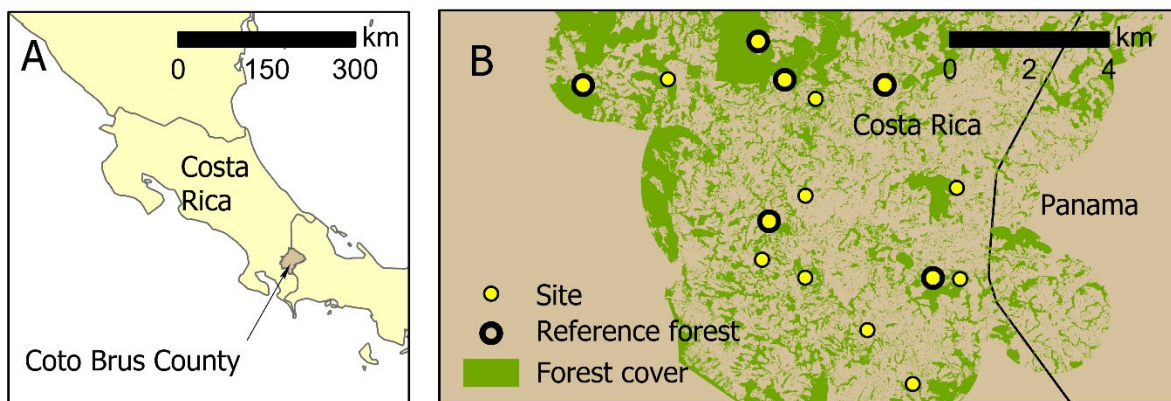 A
km
0 150 300
Costa
Rica
Coto Brus County
B
km
0 2 4
Costa Rica
Panama
Site
Reference forest
Forest cover